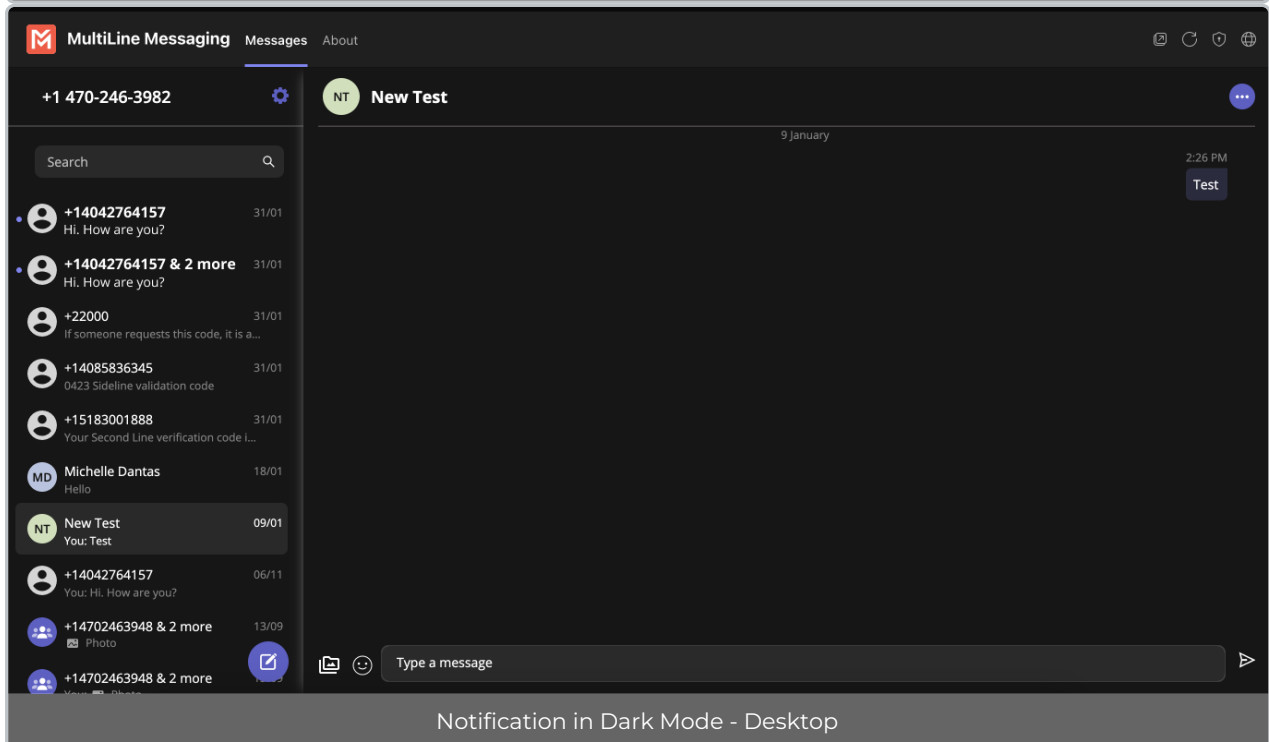 MultiLine Messaging Messages About
+1 470-246-3982
NT New Test
9 January
2:26 PM
Test
Search
+14042764157 31/01
Hi. How are you?
+14042764157 & 2 more 31/01
Hi. How are you?
+22000 31/01
If someone requests this code, it is a...
+14085836345 31/01
0423 Sideline validation code
+15183001888 31/01
Your Second Line verification code i...
MD Michelle Dantas 18/01
Hello
NT New Test 09/01
You: Test
+14042764157 06/11
You: Hi. How are you?
+14702463948 & 2 more 13/09
Photo
+14702463948 & 2 more
You: Photo
Type a message
Notification in Dark Mode - Desktop